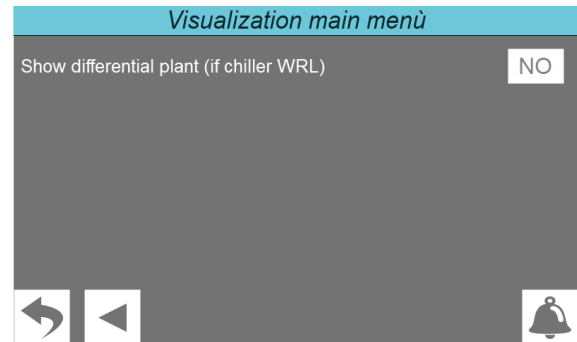 Visualization main menù
Show differential plant (if chiller WRL)
NO